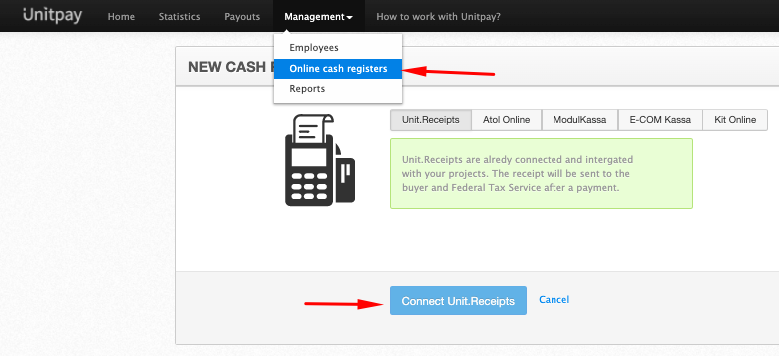 Unitpay Home Statistics Payouts Management How to work with Unitpay?
Employees
Online cash registers
Reports
NEW CASH
Unit.Receipts Atol Online ModulKassa E-COM Kassa Kit Online
Unit.Receipts are alredy connected and intergated
with your projects. The receipt will be sent to the
buyer and Federal Tax Service after a payment.
Connect Unit.Receipts Cancel